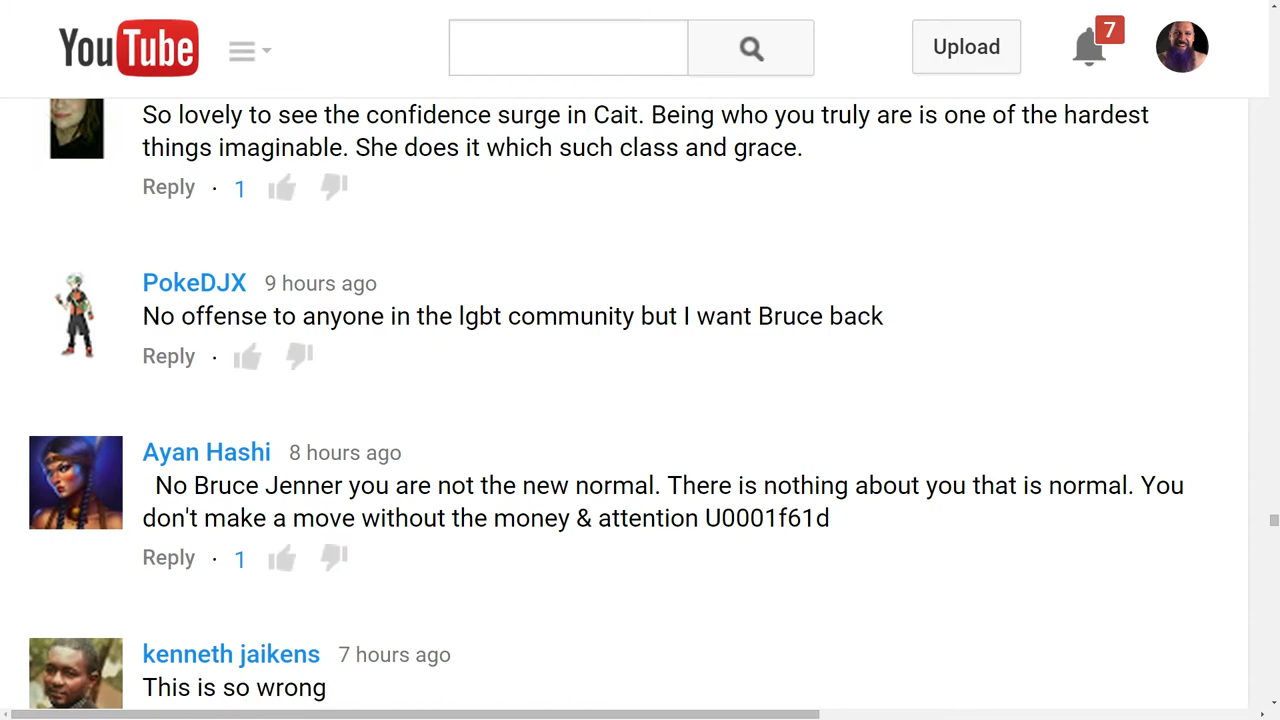 YouTube
Upload
7
So lovely to see the confidence surge in Cait. Being who you truly are is one of the hardest
things imaginable. She does it which such class and grace.
Reply · 1
PokeDJX 9 hours ago
No offense to anyone in the lgbt community but I want Bruce back
Reply ·
Ayan Hashi 8 hours ago
No Bruce Jenner you are not the new normal. There is nothing about you that is normal. You
don't make a move without the money & attention U0001f61d
Reply · 1
kenneth jaikens 7 hours ago
This is so wrong